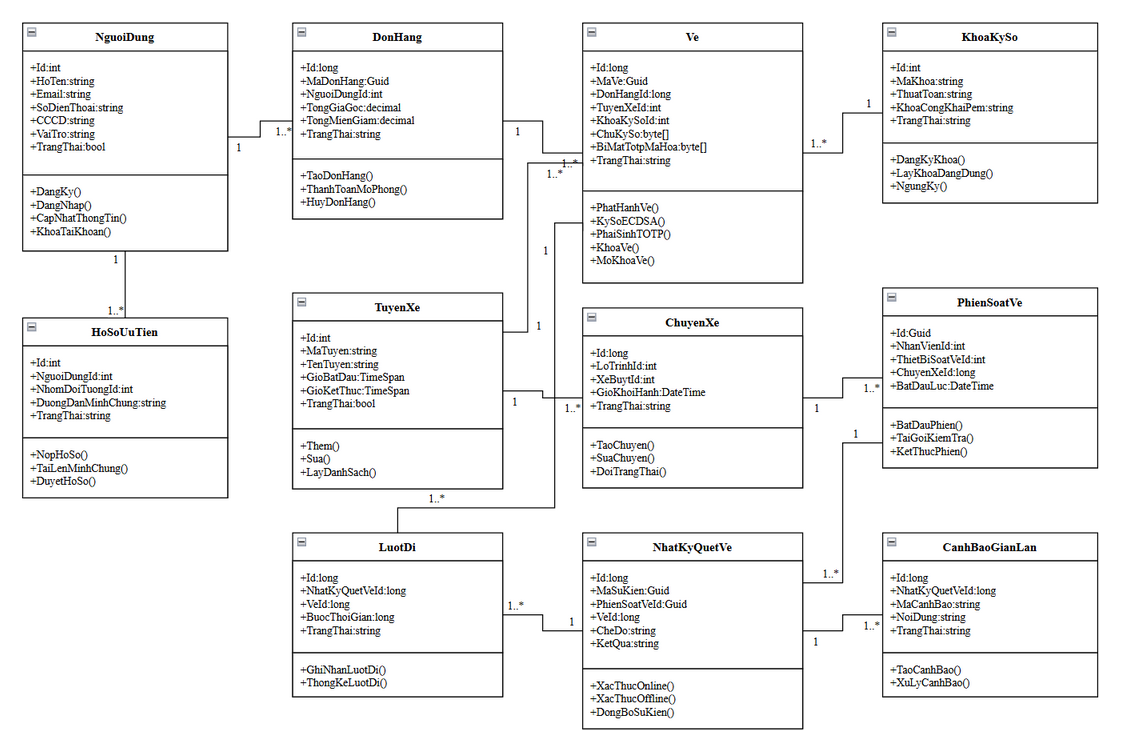 NguoiDung
+Id:int
+HoTen:string
+Email:string
+SoDienThoai:string
+CCCD:string
+VaiTro:string
+TrangThai:bool
+DangKy()
+DangNhap()
+CapNhatThongTin()
+KhoaTaiKhoan()
1
1..*
1
1..*
DonHang
+Id:long
+MaDonHang:Guid
+NguoiDungId:int
+TongGiaGoc:decimal
+TongMienGiam:decimal
+TrangThai:string
+TaoDonHang()
+ThanhToanMoPhong()
+HuyDonHang()
1
1..*
1..*
1
Ve
+Id:long
+MaVe:Guid
+DonHangId:long
+TuyenXeId:int
+KhoaKySoId:int
+ChuKySo:byte[]
+BiMatTotpMaHoa:byte[]
+TrangThai:string
+PhatHanhVe()
+KySoECDSA()
+PhaiSinhTOTP()
+KhoaVe()
+MoKhoaVe()
1..*
1
KhoaKySo
+Id:int
+MaKhoa:string
+ThuatToan:string
+KhoaCongKhaiPem:string
+TrangThai:string
+DangKyKhoa()
+LayKhoaDangDung()
+NgungKy()
HoSoUuTien
+Id:int
+NguoiDungId:int
+NhomDoiTuongId:int
+DuongDanMinhChung:string
+TrangThai:string
+NopHoSo()
+TaiLenMinhChung()
+DuyetHoSo()
TuyenXe
+Id:int
+MaTuyen:string
+TenTuyen:string
+GioBatDau:TimeSpan
+GioKetThuc:TimeSpan
+TrangThai:bool
+Them()
+Sua()
+LayDanhSach()
1
1
1..*
1..*
ChuyenXe
+Id:long
+LoTrinhId:int
+XeBuytId:int
+GioKhoiHanh:DateTime
+TrangThai:string
+TaoChuyen()
+SuaChuyen()
+DoiTrangThai()
1
1..*
PhienSoatVe
+Id:Guid
+NhanVienId:int
+ThietBiSoatVeId:int
+ChuyenXeId:long
+BatDauLuc:DateTime
+BatDauPhien()
+TaiGoiKiemTra()
+KetThucPhien()
1
1..*
LuotDi
+Id:long
+NhatKyQuetVeId:long
+VeId:long
+BuocThoiGian:long
+TrangThai:string
+GhiNhanLuotDi()
+ThongKeLuotDi()
1..*
1
NhatKyQuetVe
+Id:long
+MaSuKien:Guid
+PhienSoatVeId:Guid
+VeId:long
+CheDo:string
+KetQua:string
+XacThucOnline()
+XacThucOffline()
+DongBoSuKien()
1
1..*
CanhBaoGianLan
+Id:long
+NhatKyQuetVeId:long
+MaCanhBao:string
+NoiDung:string
+TrangThai:string
+TaoCanhBao()
+XuLyCanhBao()